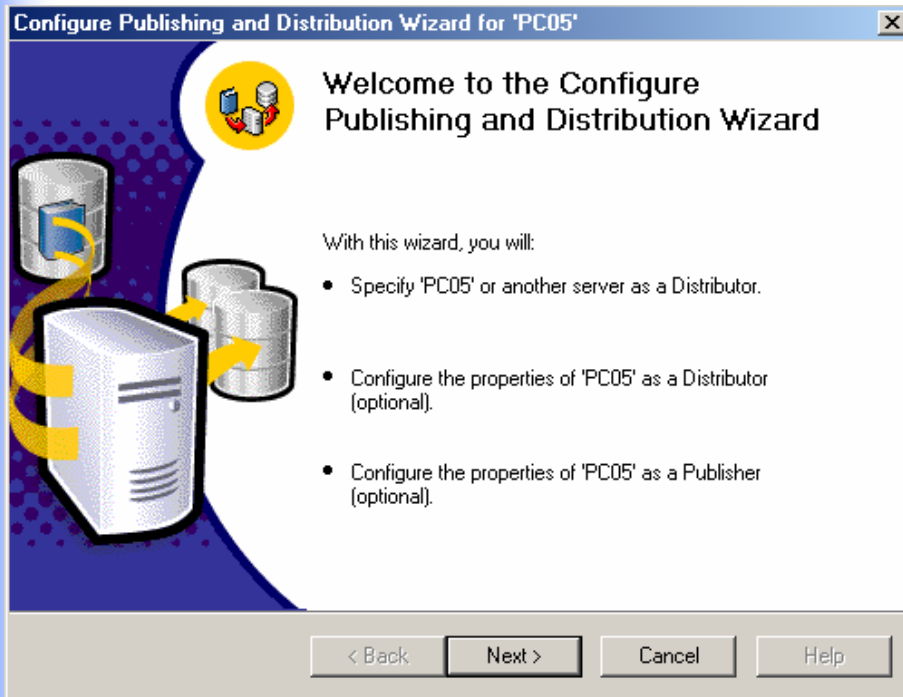 Configure Publishing and Distribution Wizard for 'PC05'
Welcome to the Configure
Publishing and Distribution Wizard
With this wizard, you will:
• Specify 'PC05' or another server as a Distributor.
• Configure the properties of 'PC05' as a Distributor
(optional).
• Configure the properties of 'PC05' as a Publisher
(optional).
< Back
Next >
Cancel
Help